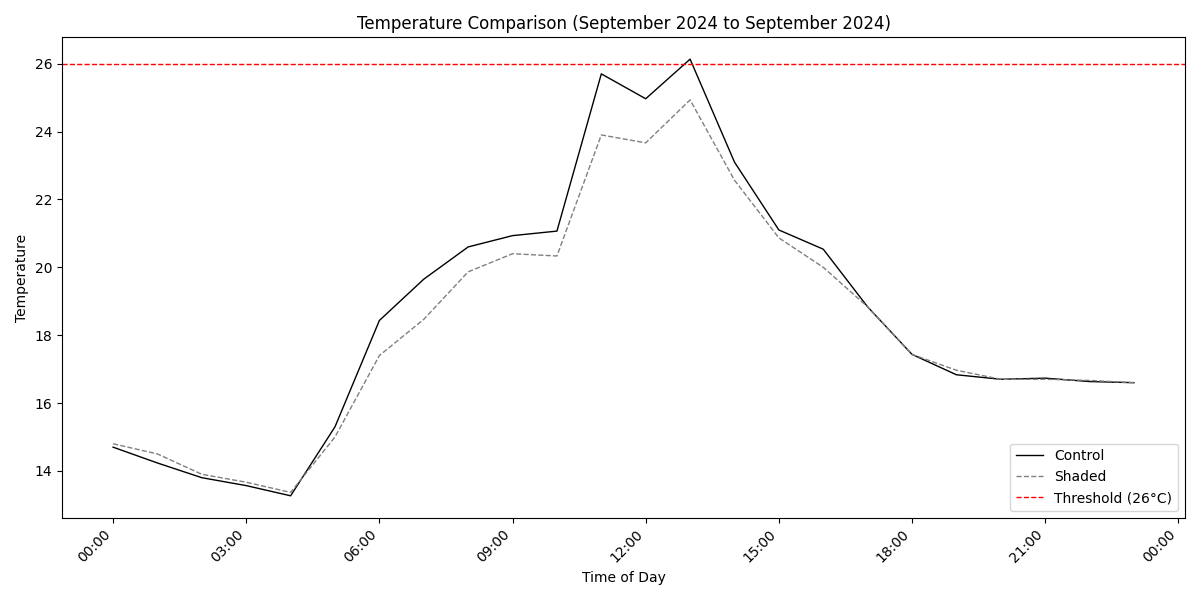 Temperature Comparison (September 2024 to September 2024)
26
24
22
20
18
16
14
Temperature
00:00
03:00
06:00
09:00
12:00
15:00
18:00
21:00
00:00
Time of Day
Control
Shaded
Threshold (26°C)